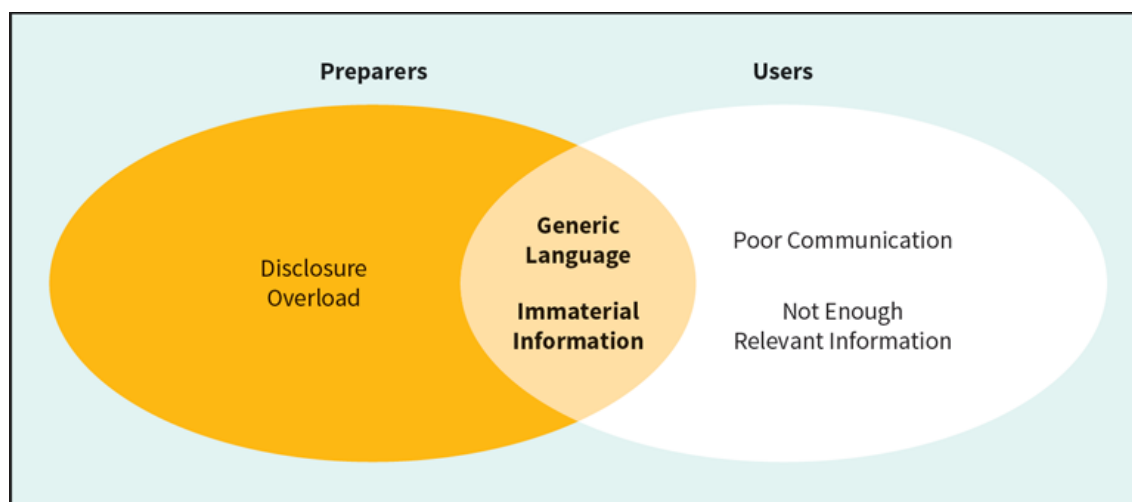 Preparers
Users
Disclosure
Overload
Generic
Language
Immaterial
Information
Poor Communication
Not Enough
Relevant Information